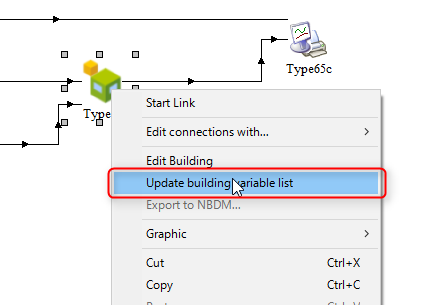 Type65c
Type
Start Link
Edit connections with...
Edit Building
Update building variable list
Export to NBDM...
Graphic
Cut Ctrl+X
Copy Ctrl+C